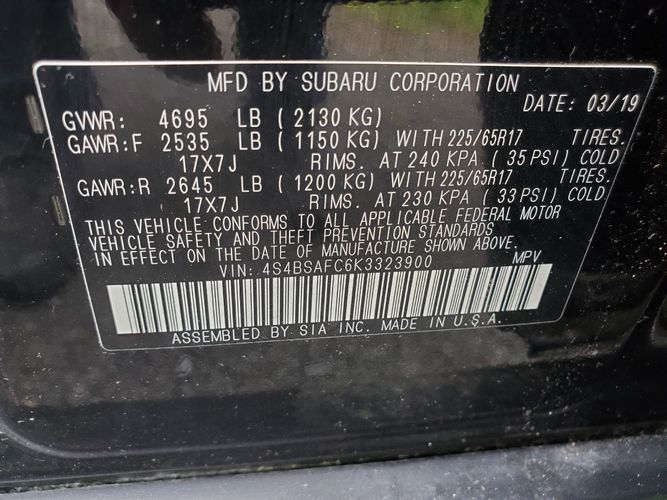 MFD BY SUBARU CORPORATION
DATE: 03/19
GVWR: 4695 LB (2130 KG)
GAWR:F 2535 LB (1150 KG) WITH 225/65R17 TIRES.
17X7J RIMS. AT 240 KPA ( 35 PSI) COLD
GAWR:R 2645 LB (1200 KG) WITH 225/65R17 TIRES.
17X7J RIMS. AT 230 KPA ( 33 PSI) COLD
THIS VEHICLE CONFORMS TO ALL APPLICABLE FEDERAL MOTOR
VEHICLE SAFETY AND THEFT PREVENTION STANDARDS
IN EFFECT ON THE DATE OF MANUFACTURE SHOWN ABOVE.
VIN: 4S4BSAFC6K3323900 MPV
ASSEMBLED BY SIA INC. MADE IN U.S.A.